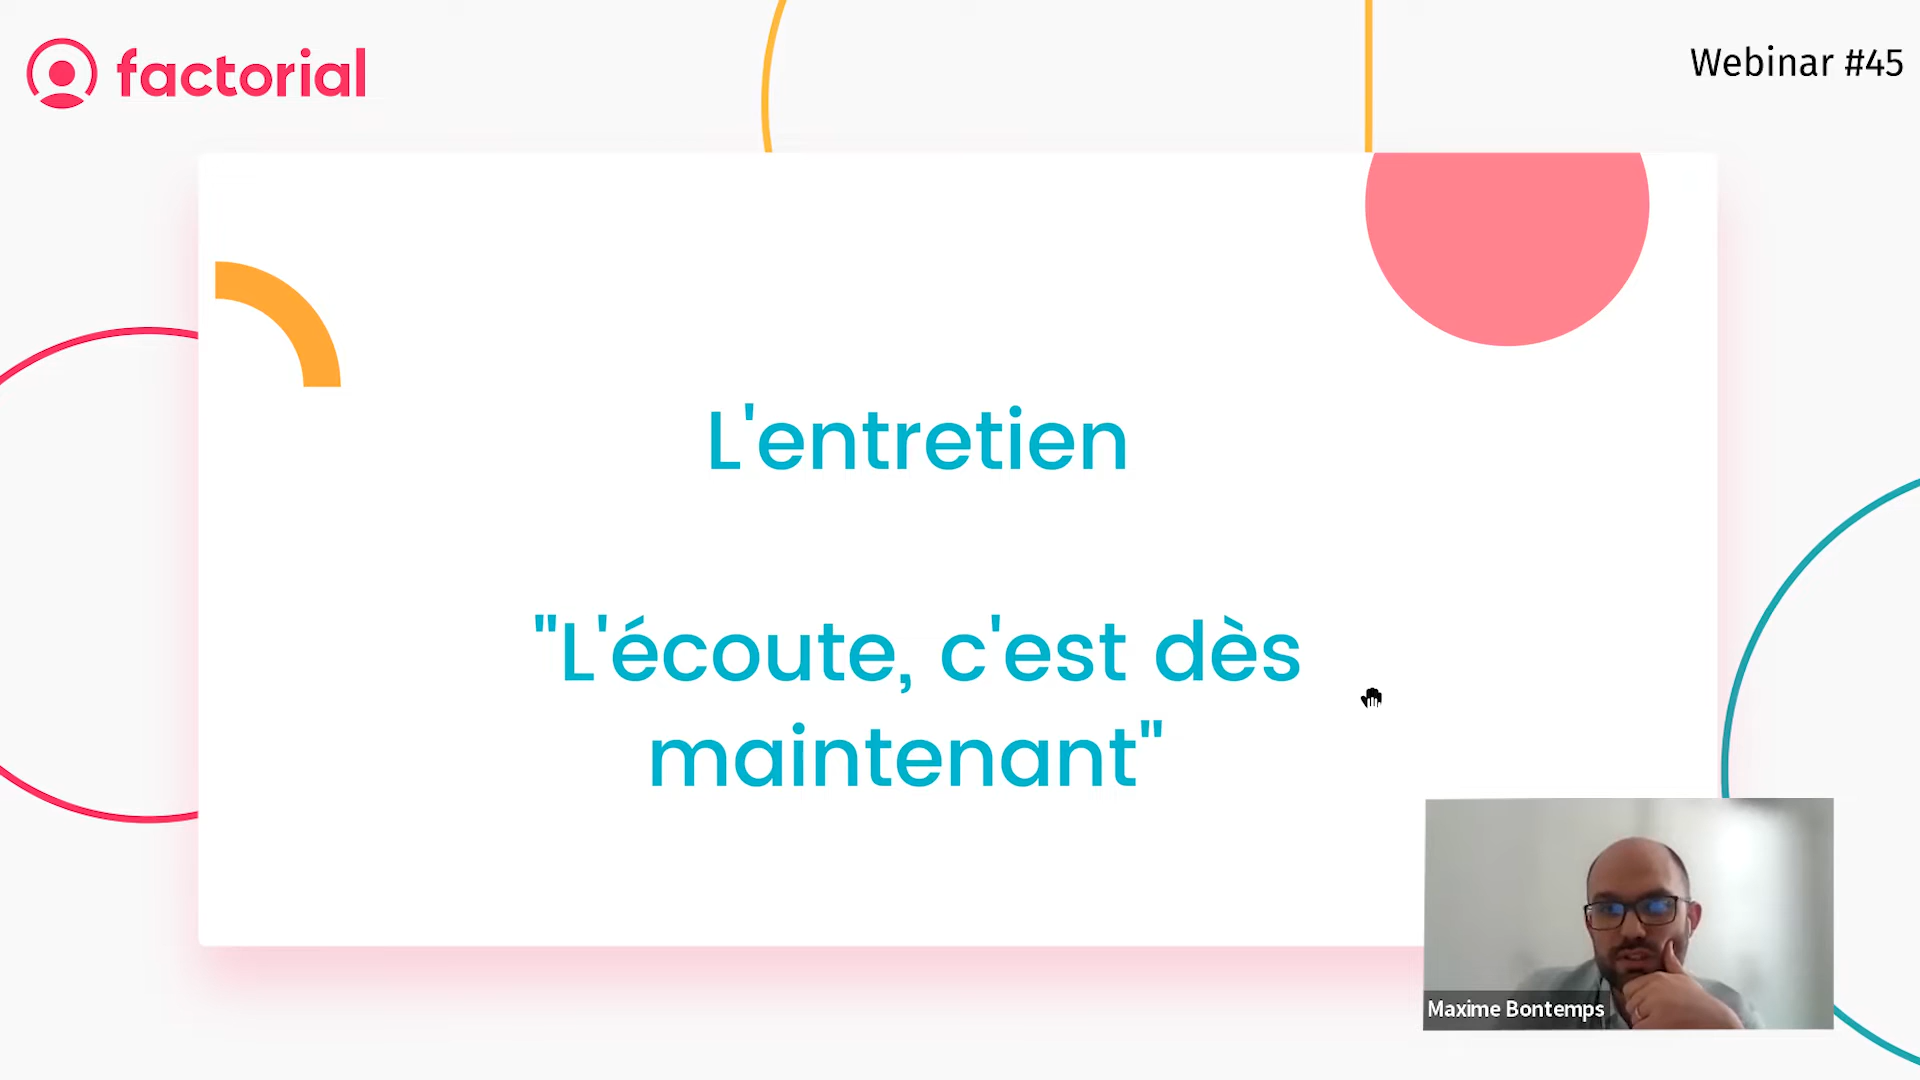 factorial
Webinar #45
L'entretien
"L'écoute, c'est dès
maintenant"
Maxime Bontemps